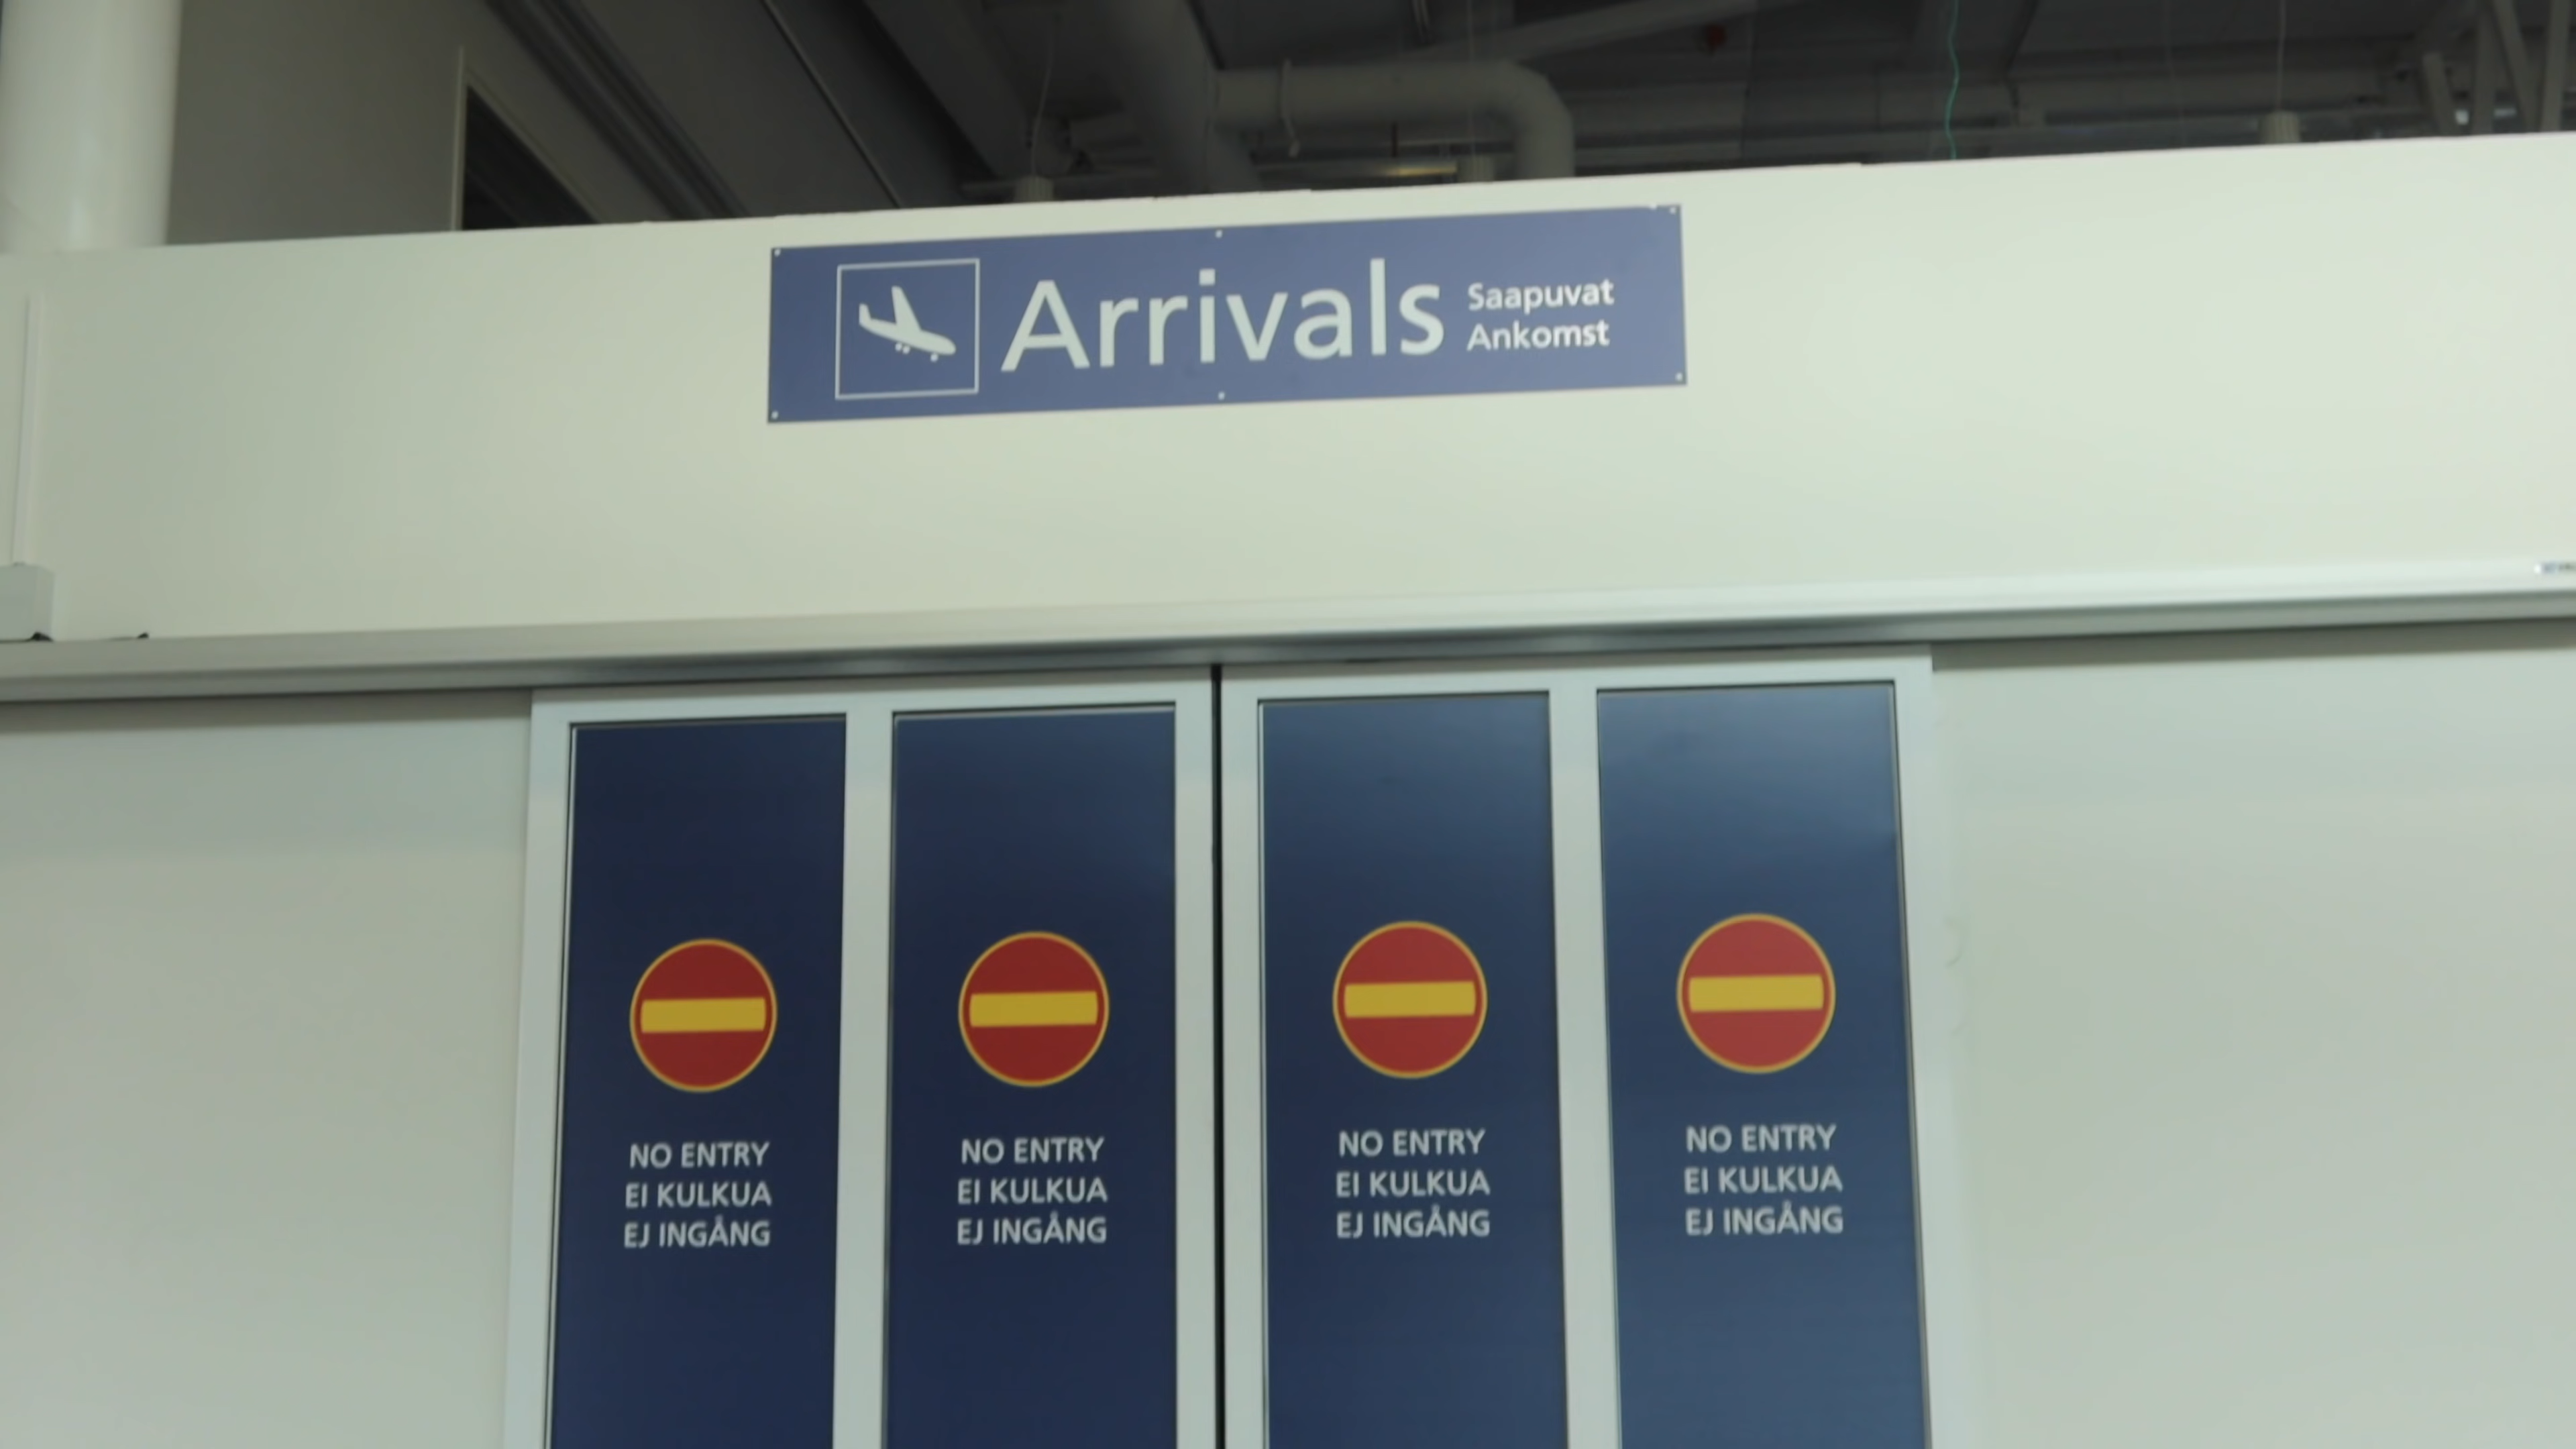 Arrivals
Saapuvat
Ankomst
NO ENTRY
EI KULKUA
EJ INGÅNG
NO ENTRY
EI KULKUA
EJ INGÅNG
NO ENTRY
EI KULKUA
EJ INGÅNG
NO ENTRY
EI KULKUA
EJ INGÅNG